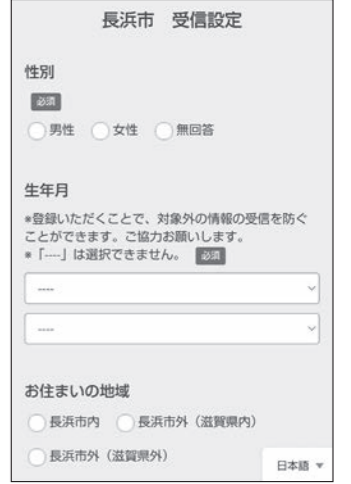 長浜市　受信設定
性別
必須
男性 女性 無回答
生年月
※登録いただくことで、対象外の情報の受信を防ぐ
ことができます。ご協力お願いします。
※「----」は選択できません。 必須
----
----
お住まいの地域
長浜市内 長浜市外（滋賀県内）
長浜市外（滋賀県外）
日本語 ▼